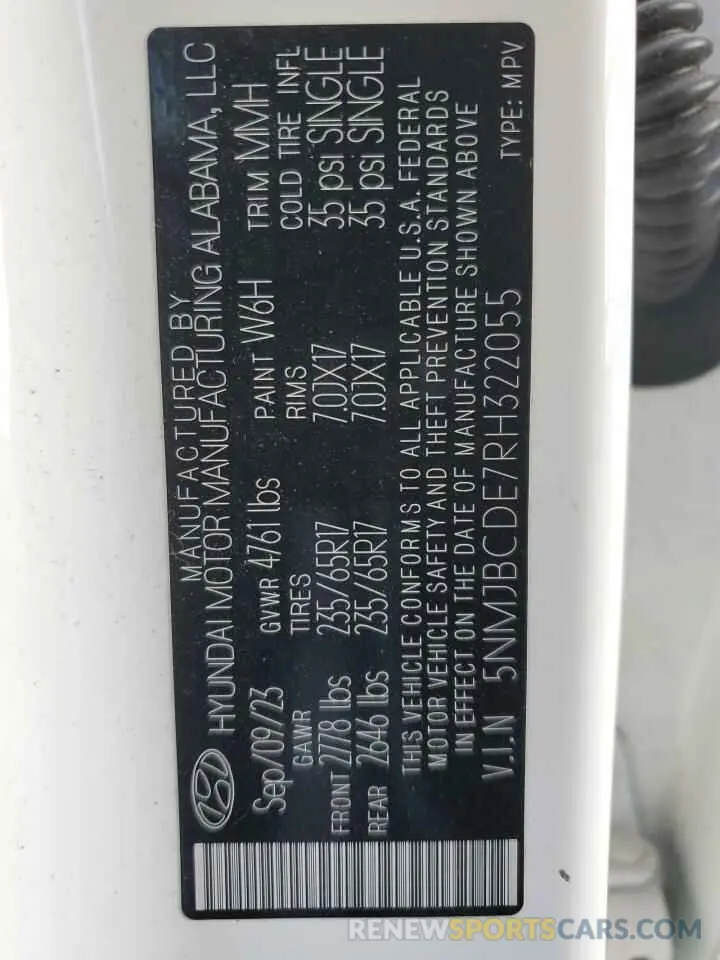 MANUFACTURED BY
HYUNDAI MOTOR MANUFACTURING ALABAMA, LLC
Sep/09/23 GVWR 4761 lbs PAINT W6H TRIM MMH
GAWR TIRES RIMS COLD TIRE INFL
FRONT 2778 lbs 235/65R17 7.0JX17 35 psi SINGLE
REAR 2646 lbs 235/65R17 7.0JX17 35 psi SINGLE
THIS VEHICLE CONFORMS TO ALL APPLICABLE U.S.A. FEDERAL
MOTOR VEHICLE SAFETY AND THEFT PREVENTION STANDARDS
IN EFFECT ON THE DATE OF MANUFACTURE SHOWN ABOVE
V.I.N 5NMJBCDE7RH322055 TYPE: MPV
RENEWSPORTSCARS.COM